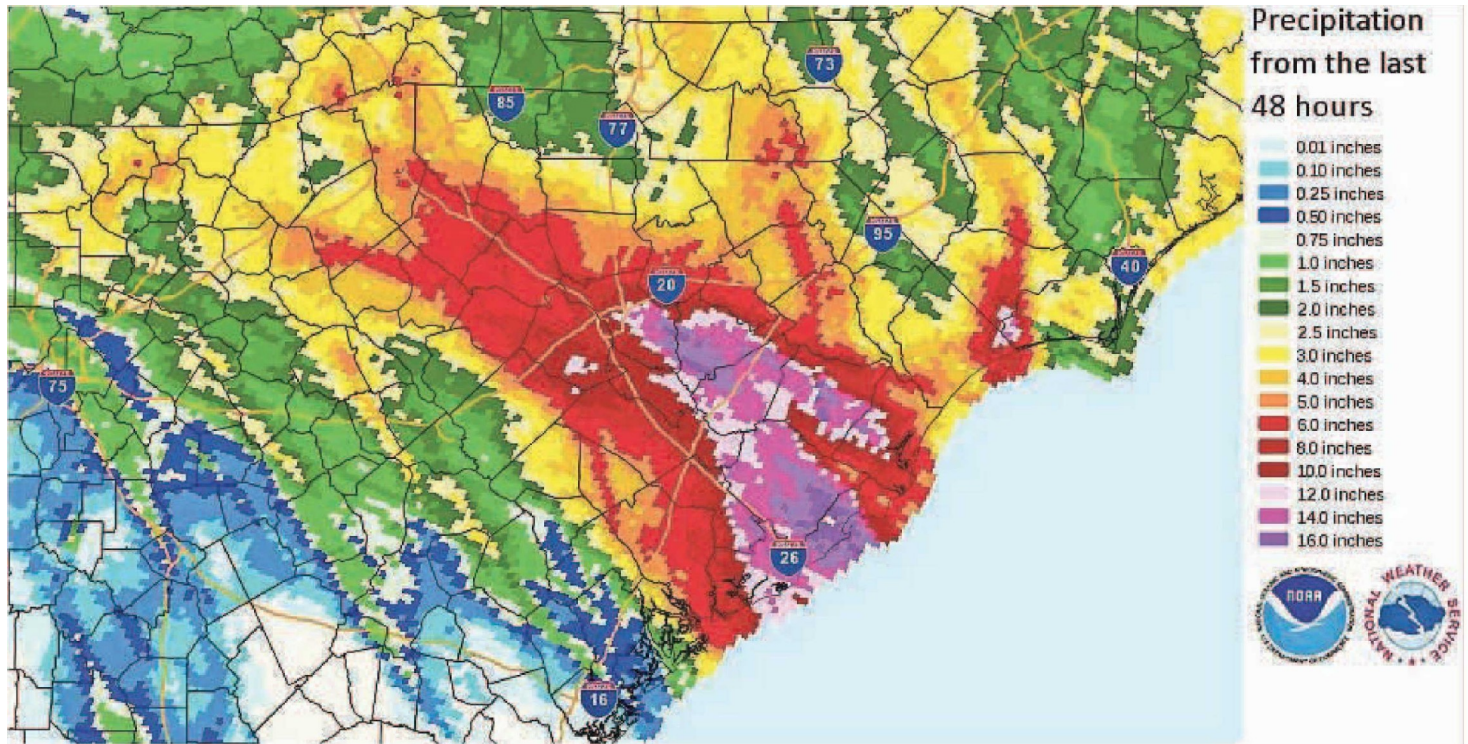 Precipitation
from the last
48 hours
0.01 inches
0.10 inches
0.25 inches
0.50 inches
0.75 inches
1.0 inches
1.5 inches
2.0 inches
2.5 inches
3.0 inches
4.0 inches
5.0 inches
6.0 inches
8.0 inches
10.0 inches
12.0 inches
14.0 inches
16.0 inches
73
85
77
95
40
20
75
26
16
NOAA
NATIONAL WEATHER SERVICE